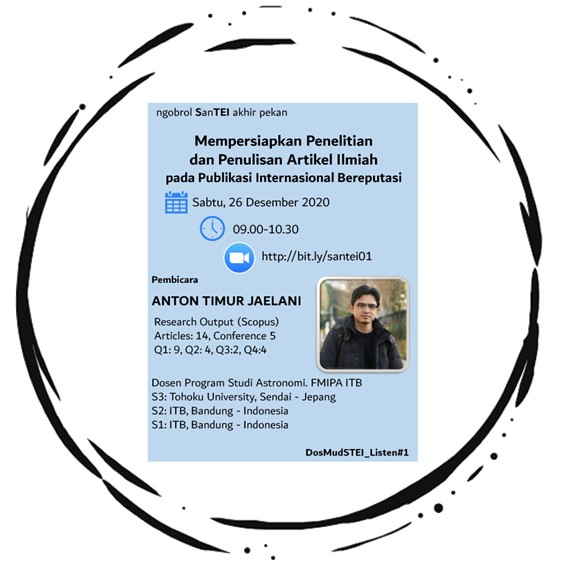 ngobrol SanTEI akhir pekan
Mempersiapkan Penelitian
dan Penulisan Artikel Ilmiah
pada Publikasi Internasional Bereputasi
Sabtu, 26 Desember 2020
09.00-10.30
http://bit.ly/santei01
Pembicara
ANTON TIMUR JAELANI
Research Output (Scopus)
Articles: 14, Conference 5
Q1: 9, Q2: 4, Q3:2, Q4:4
Dosen Program Studi Astronomi. FMIPA ITB
S3: Tohoku University, Sendai - Jepang
S2: ITB, Bandung - Indonesia
S1: ITB, Bandung - Indonesia
DosMudSTEI_Listen#1